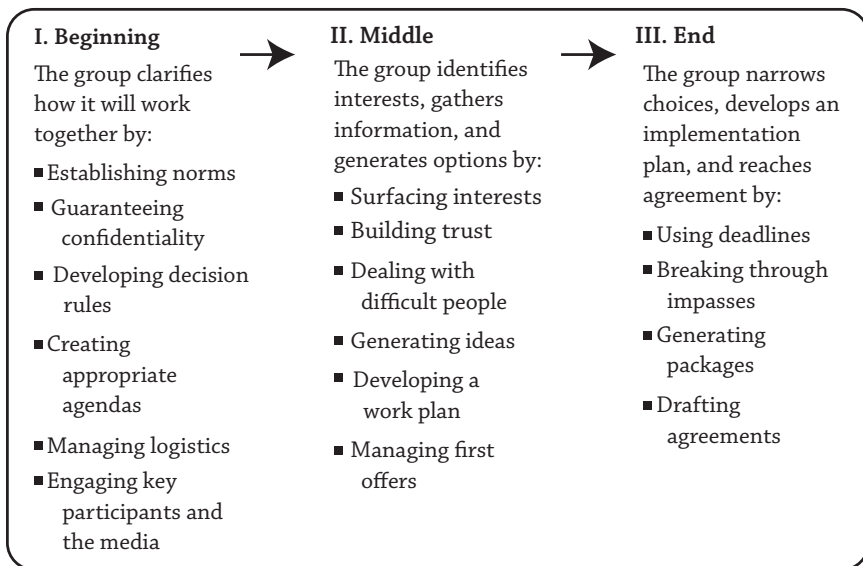 I. Beginning
The group clarifies
how it will work
together by:
■ Establishing norms
■ Guaranteeing
confidentiality
■ Developing decision
rules
■ Creating
appropriate
agendas
■ Managing logistics
■ Engaging key
participants and
the media
II. Middle
The group identifies
interests, gathers
information, and
generates options by:
■ Surfacing interests
■ Building trust
■ Dealing with
difficult people
■ Generating ideas
■ Developing a
work plan
■ Managing first
offers
III. End
The group narrows
choices, develops an
implementation
plan, and reaches
agreement by:
■ Using deadlines
■ Breaking through
impasses
■ Generating
packages
■ Drafting
agreements